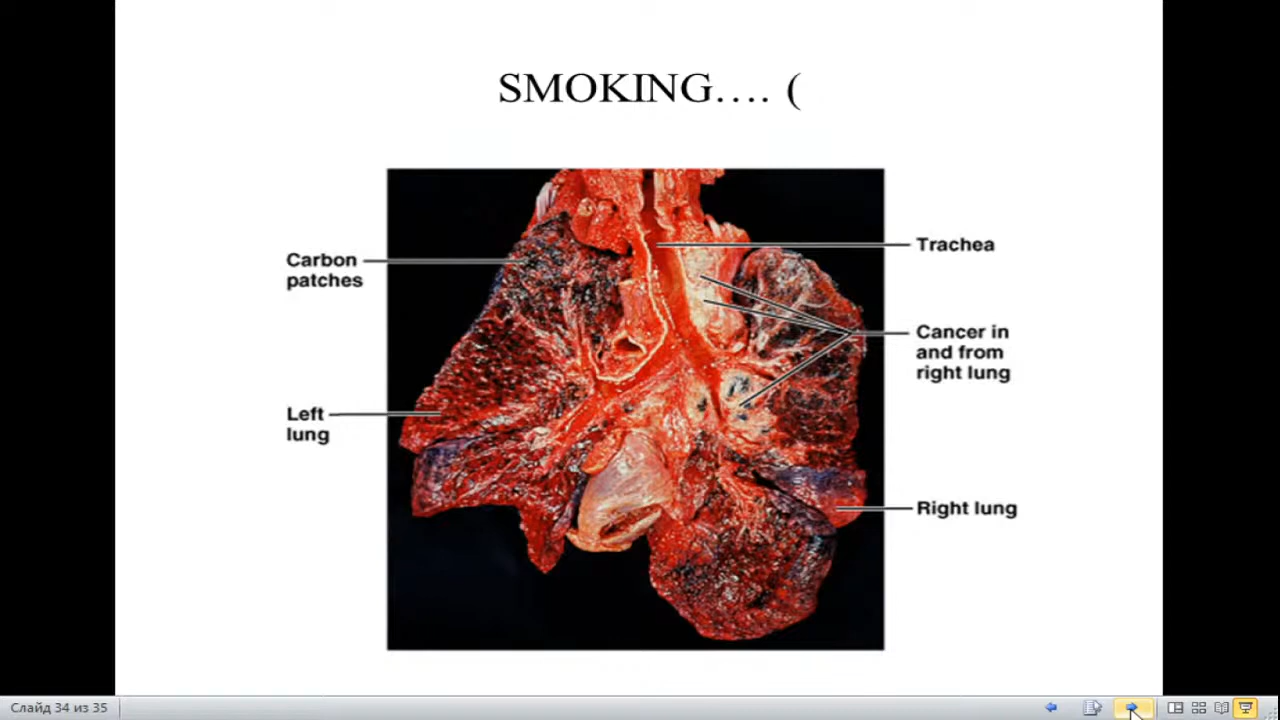 SMOKING…. (
Carbon
patches
Trachea
Cancer in
and from
right lung
Left
lung
Right lung
Слайд 34 из 35